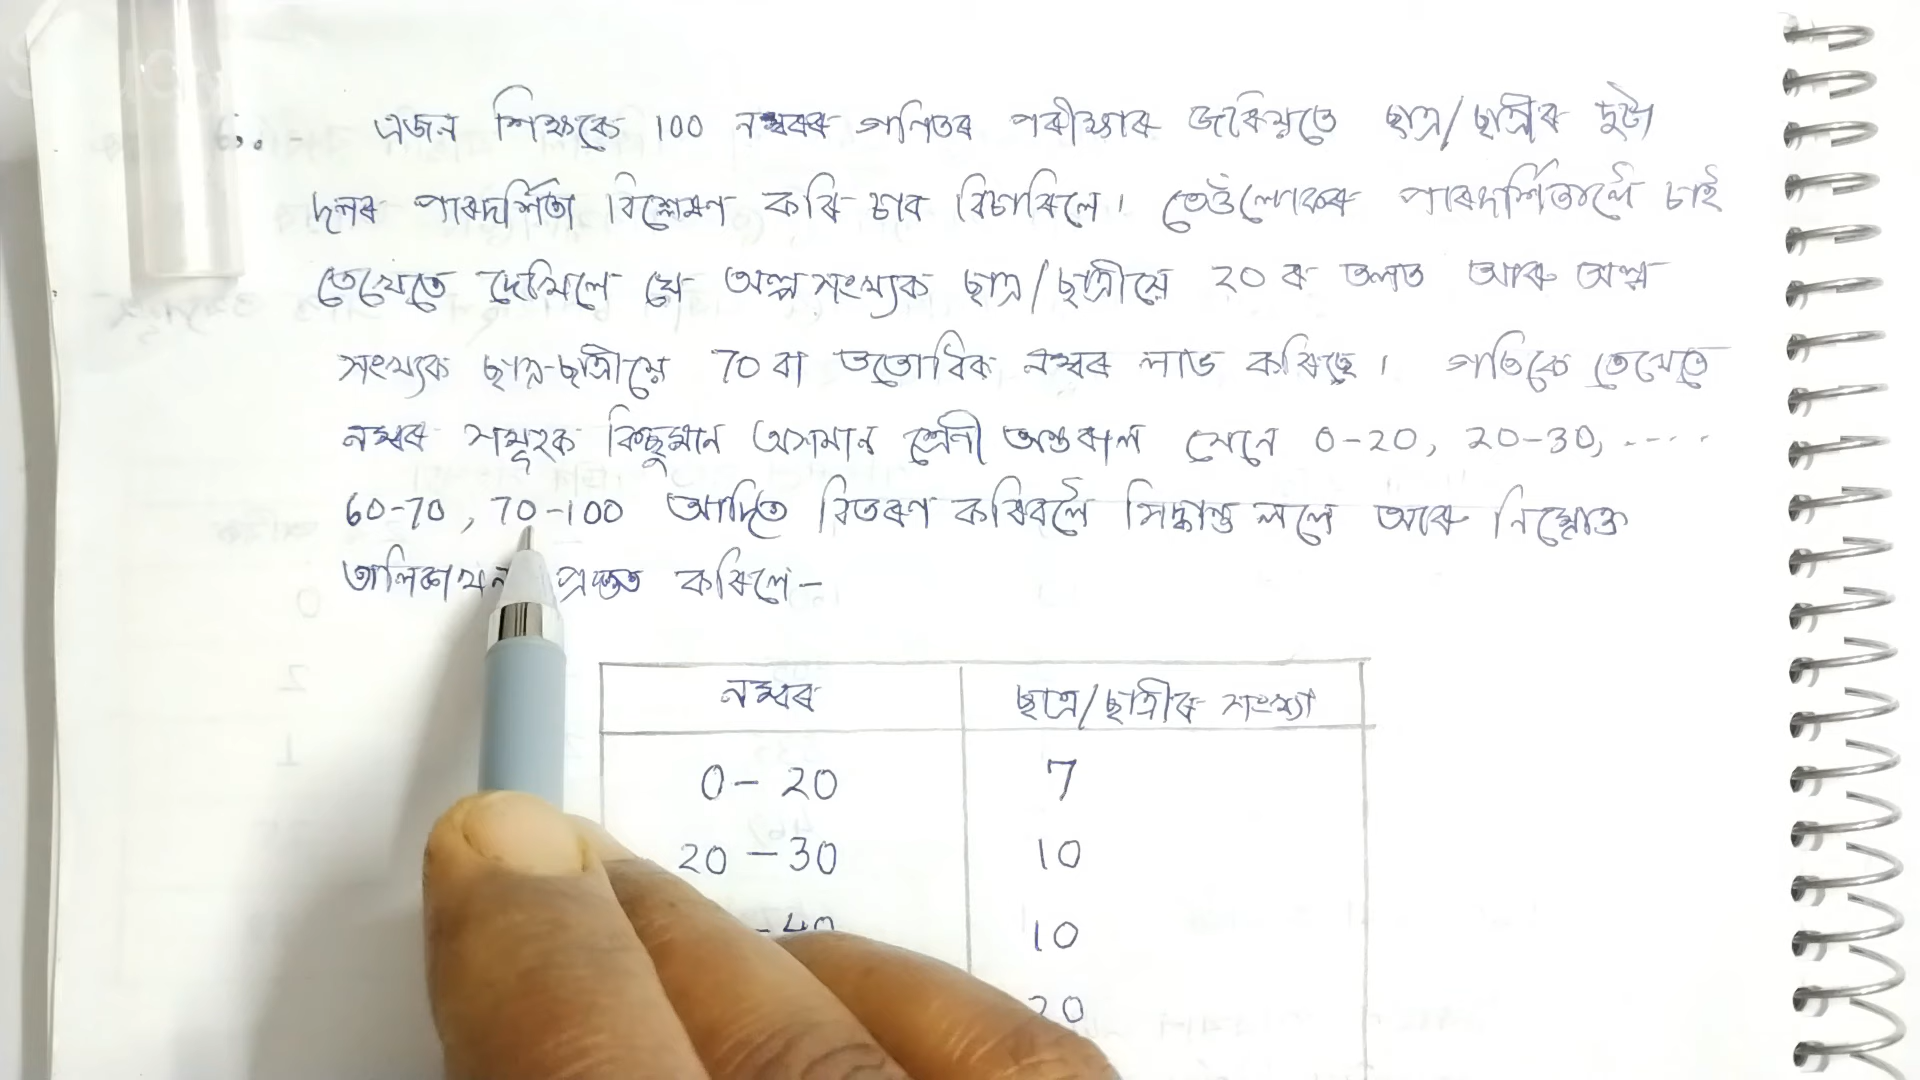 এজন শিক্ষকে 100 নম্বৰৰ গণিতৰ পৰীক্ষাৰ জৰিয়তে ছাত্ৰ/ছাত্ৰীৰ দুটা
দলৰ পাৰদৰ্শিতা বিশ্লেষণ কৰি চাব বিচাৰিলে। তেওঁলোকৰ পাৰদৰ্শিতালৈ চাই
তেখেতে দেখিলে যে অল্প সংখ্যক ছাত্ৰ/ছাত্ৰীয়ে 20 ৰ তলত আৰু অল্প
সংখ্যক ছাত্ৰ-ছাত্ৰীয়ে 70 বা ততোধিক নম্বৰ লাভ কৰিছে। গতিকে তেখেতে
নম্বৰ সমূহক কিছুমান অসমান শ্ৰেণী অন্তৰাল যেনে 0-20, 20-30, .....
60-70, 70-100 আদিত বিতৰণ কৰিবলৈ সিদ্ধান্ত ললে আৰু নিম্নোক্ত
প্ৰস্তুত কৰিলে-
নম্বৰ ছাত্ৰ/ছাত্ৰীৰ সংখ্যা
0 - 20 7
20 - 30 10
- 40 10
20